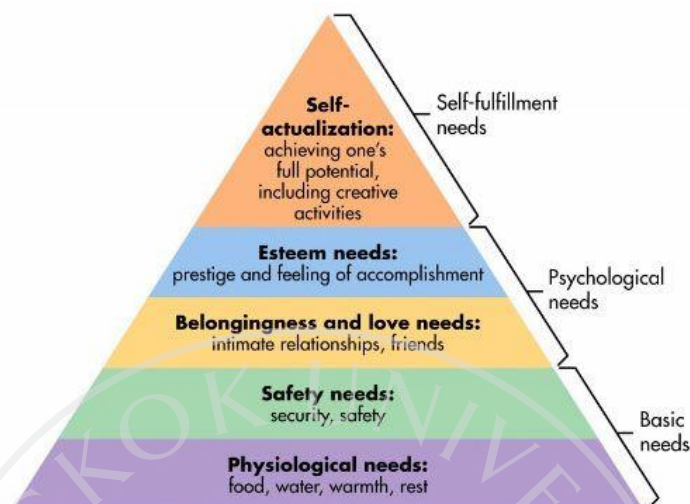 Self-
actualization:
achieving one's
full potential,
including creative
activities
Self-fulfillment
needs
Esteem needs:
prestige and feeling of accomplishment
Psychological
needs
Belongingness and love needs:
intimate relationships, friends
Safety needs:
security, safety
Basic
needs
Physiological needs:
food, water, warmth, rest